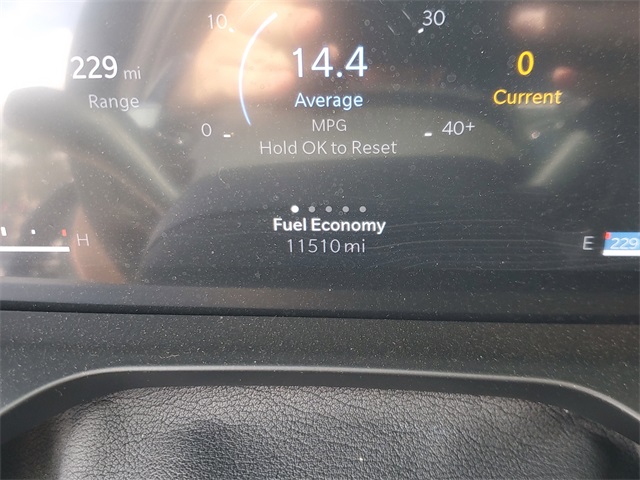 10 30
229 mi 14.4 0
Range Average Current
0 MPG 40+
Hold OK to Reset
Fuel Economy
H 11510 mi E 229